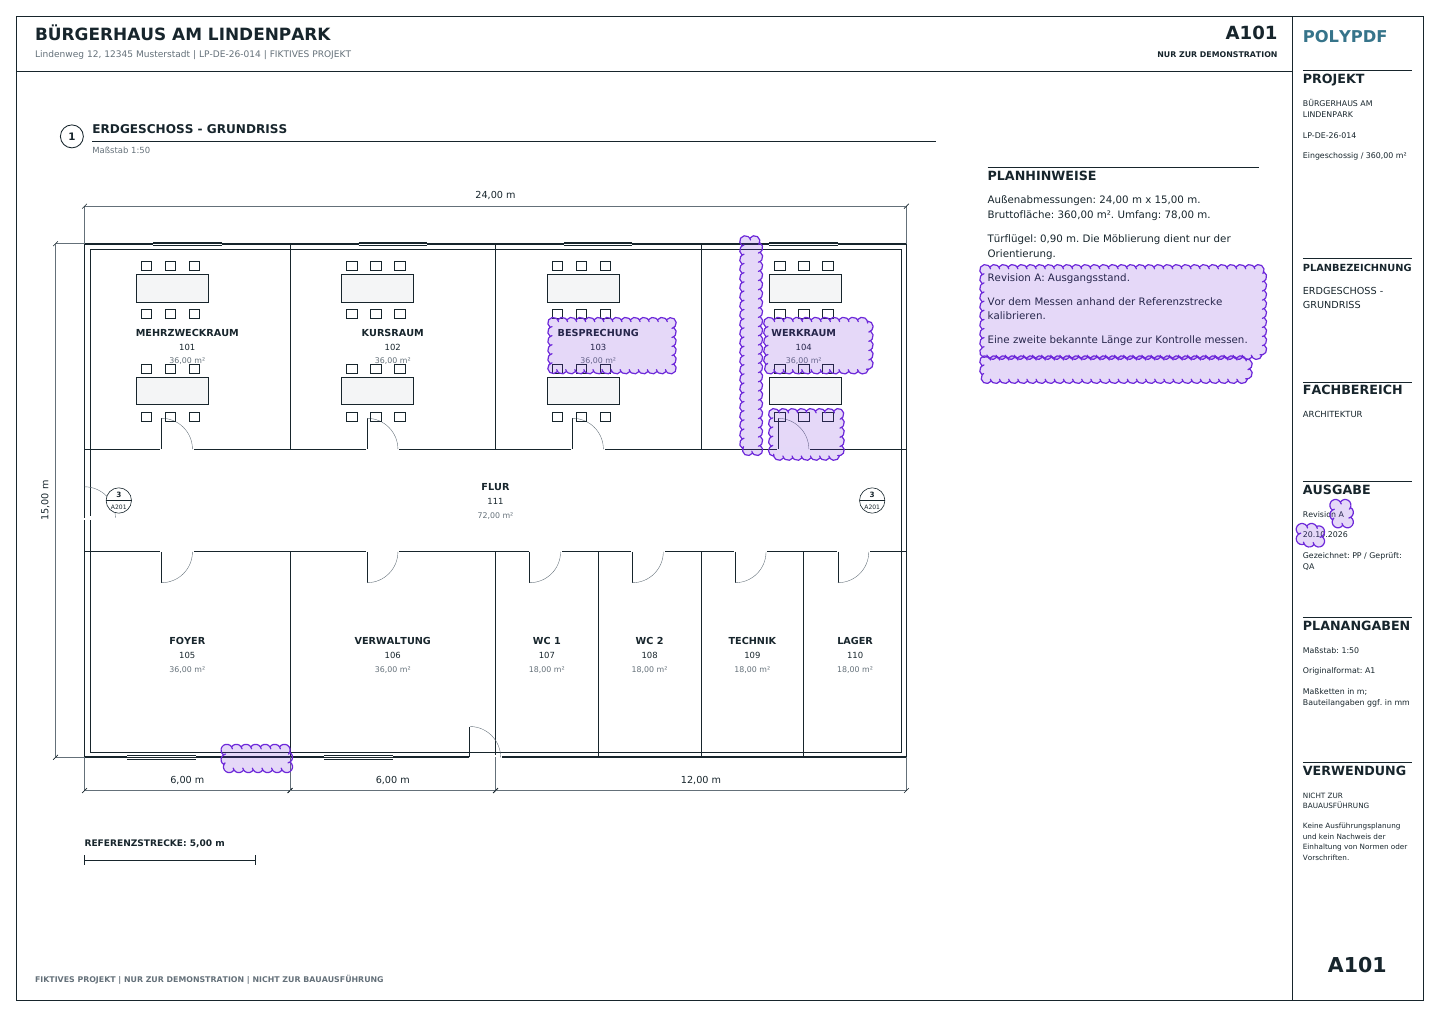 BÜRGERHAUS AM LINDENPARK
Lindenweg 12, 12345 Musterstadt | LP-DE-26-014 | FIKTIVES PROJEKT
A101
NUR ZUR DEMONSTRATION
1
ERDGESCHOSS - GRUNDRISS
Maßstab 1:50
24,00 m
15,00 m
MEHRZWECKRAUM
101
36,00 m²
KURSRAUM
102
36,00 m²
BESPRECHUNG
103
36,00 m²
WERKRAUM
104
36,00 m²
3
A201
FLUR
111
72,00 m²
3
A201
FOYER
105
36,00 m²
VERWALTUNG
106
36,00 m²
WC 1
107
18,00 m²
WC 2
108
18,00 m²
TECHNIK
109
18,00 m²
LAGER
110
18,00 m²
6,00 m
6,00 m
12,00 m
REFERENZSTRECKE: 5,00 m
PLANHINWEISE
Außenabmessungen: 24,00 m x 15,00 m.
Bruttofläche: 360,00 m². Umfang: 78,00 m.
Türflügel: 0,90 m. Die Möblierung dient nur der
Orientierung.
Revision A: Ausgangsstand.
Vor dem Messen anhand der Referenzstrecke
kalibrieren.
Eine zweite bekannte Länge zur Kontrolle messen.
POLYPDF
PROJEKT
BÜRGERHAUS AM
LINDENPARK
LP-DE-26-014
Eingeschossig / 360,00 m²
PLANBEZEICHNUNG
ERDGESCHOSS -
GRUNDRISS
FACHBEREICH
ARCHITEKTUR
AUSGABE
Revision A
20.10.2026
Gezeichnet: PP / Geprüft:
QA
PLANANGABEN
Maßstab: 1:50
Originalformat: A1
Maßketten in m;
Bauteilangaben ggf. in mm
VERWENDUNG
NICHT ZUR
BAUAUSFÜHRUNG
Keine Ausführungsplanung
und kein Nachweis der
Einhaltung von Normen oder
Vorschriften.
A101
FIKTIVES PROJEKT | NUR ZUR DEMONSTRATION | NICHT ZUR BAUAUSFÜHRUNG